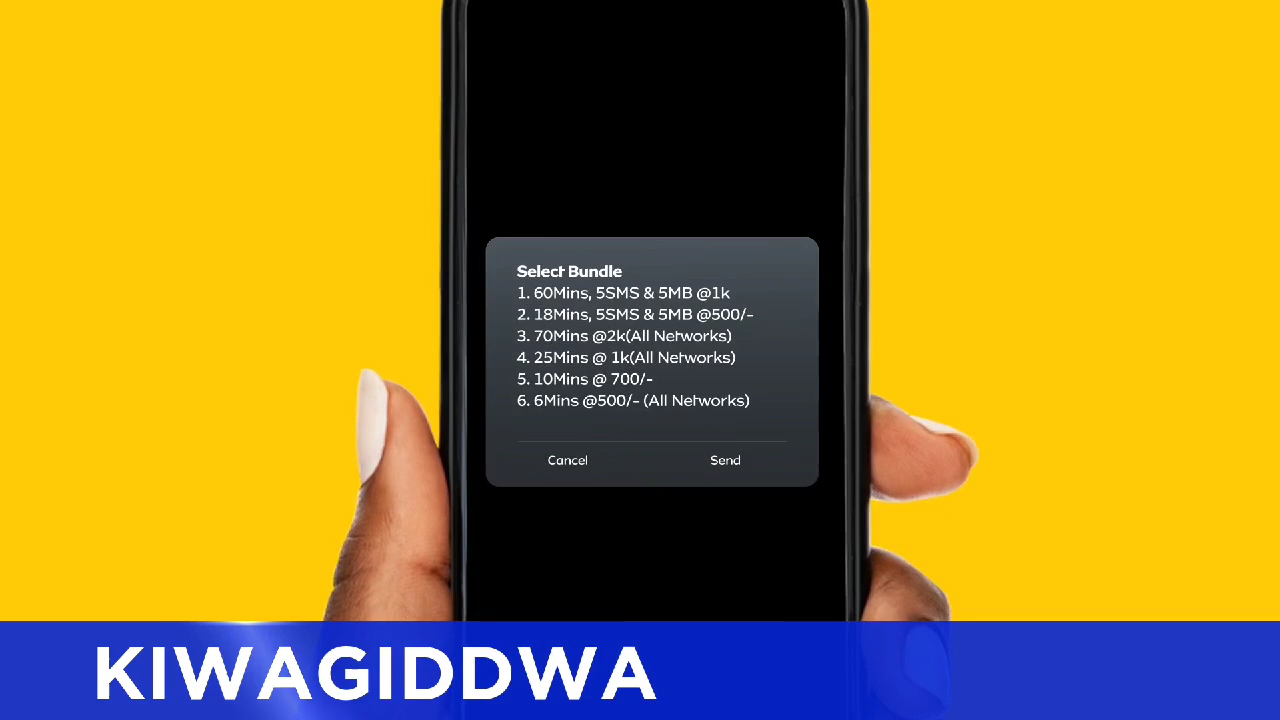 Select Bundle
1. 60Mins, 5SMS & 5MB @1k
2. 18Mins, 5SMS & 5MB @500/-
3. 70Mins @2k(All Networks)
4. 25Mins @ 1k(All Networks)
5. 10Mins @ 700/-
6. 6Mins @500/- (All Networks)
Cancel Send
KIWAGIDDWA